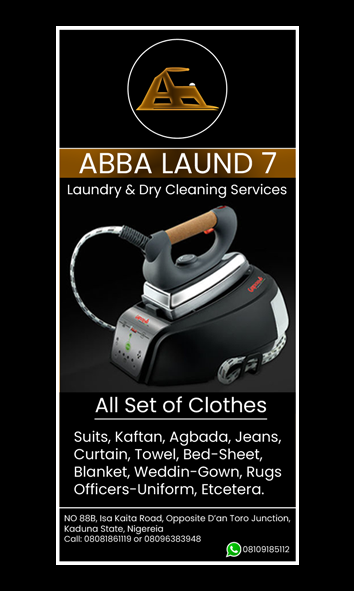 ABBA LAUND 7
Laundry & Dry Cleaning Services
All Set of Clothes
Suits, Kaftan, Agbada, Jeans,
Curtain, Towel, Bed-Sheet,
Blanket, Weddin-Gown, Rugs
Officers-Uniform, Etcetera.
NO 88B, Isa Kaita Road, Opposite D'an Toro Junction,
Kaduna State, Nigereia
Call: 08081861119 or 08096383948
08109185112